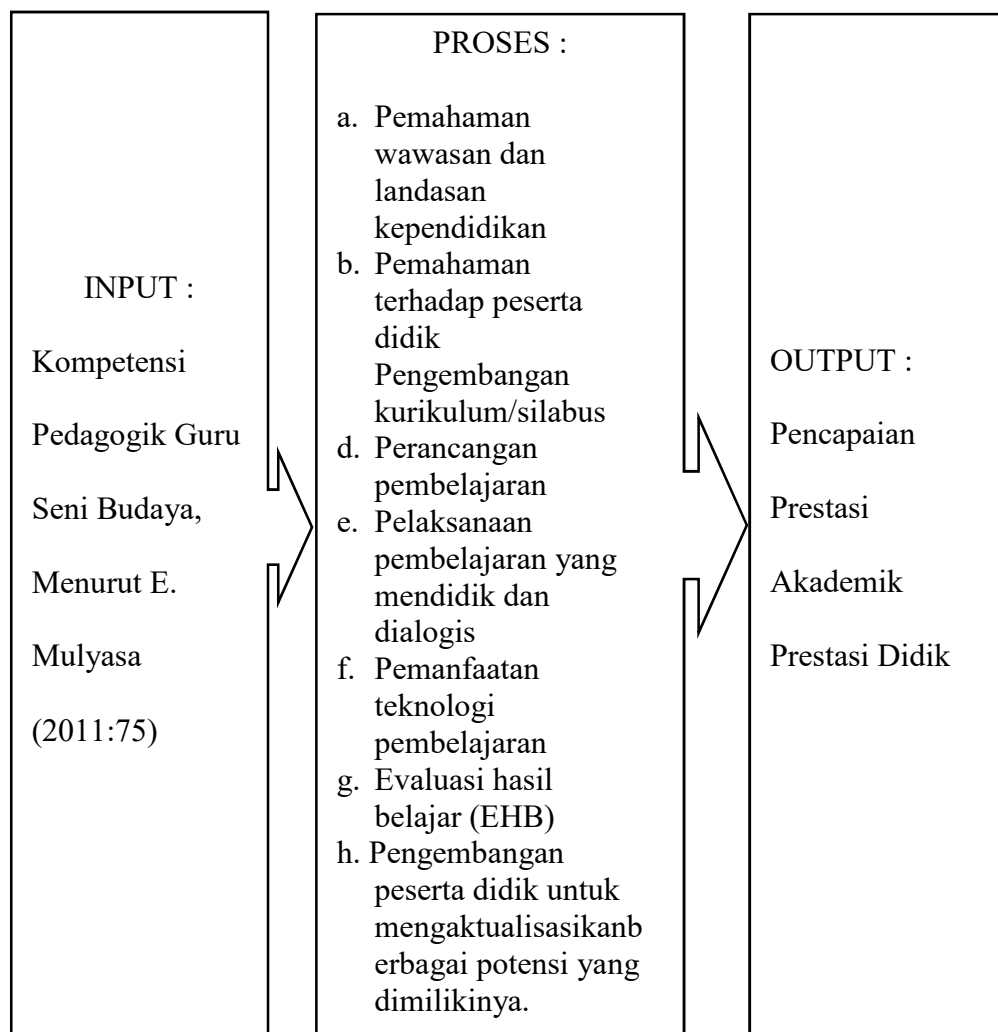 INPUT :
Kompetensi
Pedagogik Guru
Seni Budaya,
Menurut E.
Mulyasa
(2011:75)
PROSES :
a. Pemahaman
wawasan dan
landasan
kependidikan
b. Pemahaman
terhadap peserta
didik
Pengembangan
kurikulum/silabus
d. Perancangan
pembelajaran
e. Pelaksanaan
pembelajaran yang
mendidik dan
dialogis
f. Pemanfaatan
teknologi
pembelajaran
g. Evaluasi hasil
belajar (EHB)
h. Pengembangan
peserta didik untuk
mengaktualisasikanb
erbagai potensi yang
dimilikinya.
OUTPUT :
Pencapaian
Prestasi
Akademik
Prestasi Didik